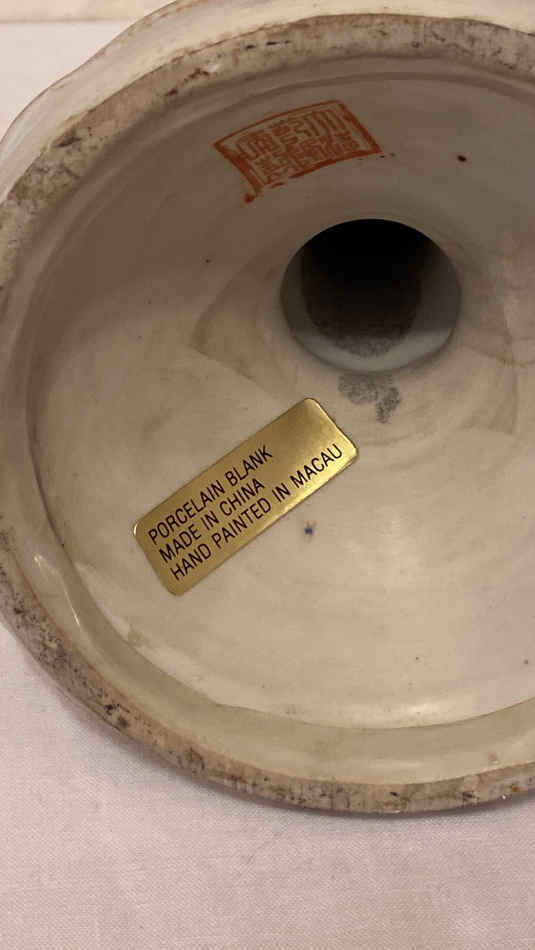 PORCELAIN BLANK
MADE IN CHINA
HAND PAINTED IN MACAU